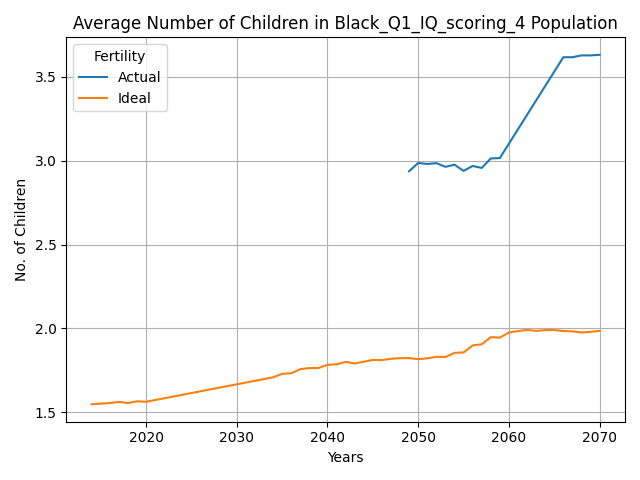 Average Number of Children in Black_Q1_IQ_scoring_4 Population
Fertility
Actual
Ideal
No. of Children
3.5
3.0
2.5
2.0
1.5
2020 2030 2040 2050 2060 2070
Years